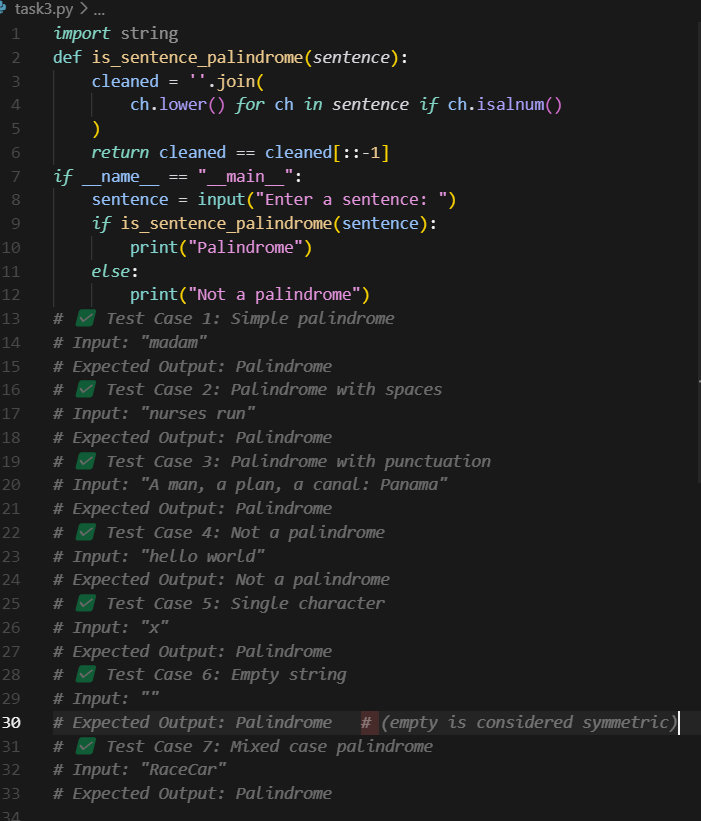 task3.py > ...
1 import string
2 def is_sentence_palindrome(sentence):
3     cleaned = ''.join(
4         ch.lower() for ch in sentence if ch.isalnum()
5     )
6     return cleaned == cleaned[::-1]
7 if __name__ == "__main__":
8     sentence = input("Enter a sentence: ")
9     if is_sentence_palindrome(sentence):
10         print("Palindrome")
11     else:
12         print("Not a palindrome")
13 # ✅ Test Case 1: Simple palindrome
14 # Input: "madam"
15 # Expected Output: Palindrome
16 # ✅ Test Case 2: Palindrome with spaces
17 # Input: "nurses run"
18 # Expected Output: Palindrome
19 # ✅ Test Case 3: Palindrome with punctuation
20 # Input: "A man, a plan, a canal: Panama"
21 # Expected Output: Palindrome
22 # ✅ Test Case 4: Not a palindrome
23 # Input: "hello world"
24 # Expected Output: Not a palindrome
25 # ✅ Test Case 5: Single character
26 # Input: "x"
27 # Expected Output: Palindrome
28 # ✅ Test Case 6: Empty string
29 # Input: ""
30 # Expected Output: Palindrome   # (empty is considered symmetric)
31 # ✅ Test Case 7: Mixed case palindrome
32 # Input: "RaceCar"
33 # Expected Output: Palindrome
34